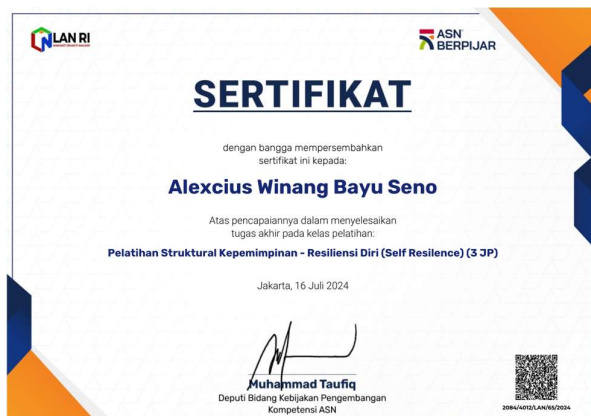 LAN RI
ASN
BERPIJAR
SERTIFIKAT
dengan bangga mempersembahkan
sertifikat ini kepada:
Alexcius Winang Bayu Seno
Atas pencapaiannya dalam menyelesaikan
tugas akhir pada kelas pelatihan:
Pelatihan Struktural Kepemimpinan - Resiliensi Diri (Self Resilence) (3 JP)
Jakarta, 16 Juli 2024
Muhammad Taufiq
Deputi Bidang Kebijakan Pengembangan
Kompetensi ASN
2084/4012/LAN/65/2024